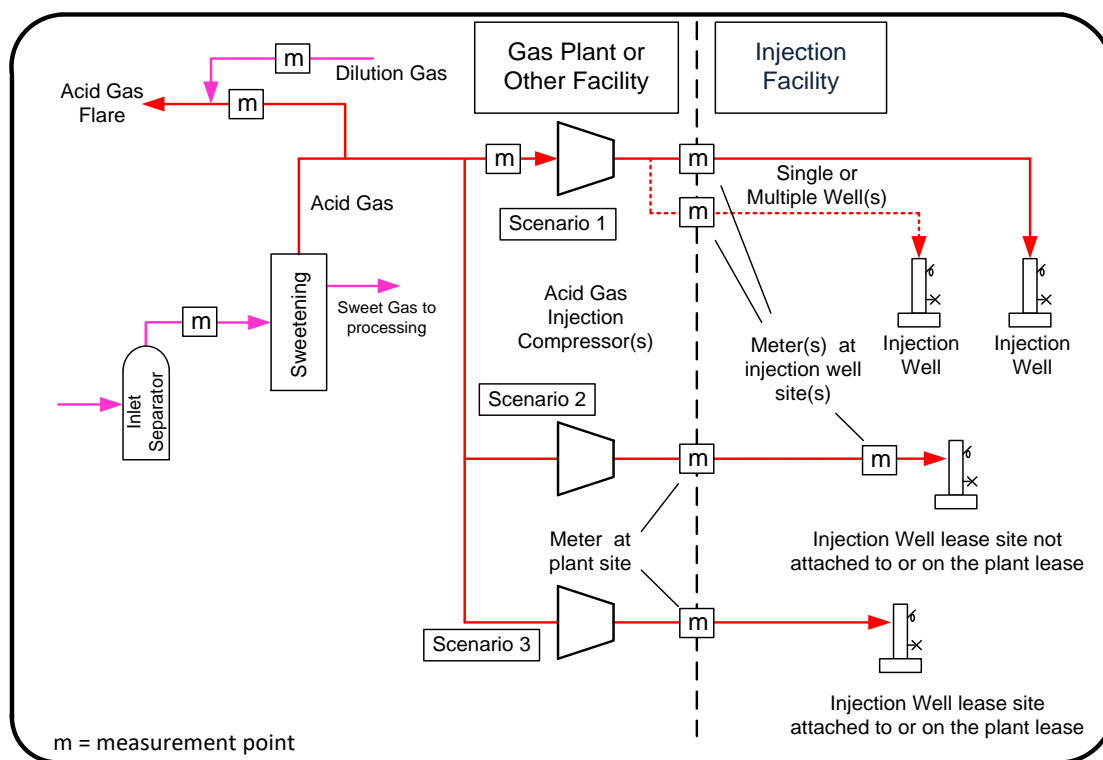 Gas Plant or
Other Facility
Injection
Facility
m
Dilution Gas
Acid Gas
Flare
m
m
m
Single or
Multiple Well(s)
Acid Gas
Scenario 1
m
Sweetening
Sweet Gas to
processing
m
Inlet
Separator
Acid Gas
Injection
Compressor(s)
Injection
Well
Injection
Well
Meter(s) at
injection well
site(s)
Scenario 2
m
m
Meter at
plant site
Injection Well lease site not
attached to or on the plant lease
Scenario 3
m
Injection Well lease site
attached to or on the plant lease
m = measurement point